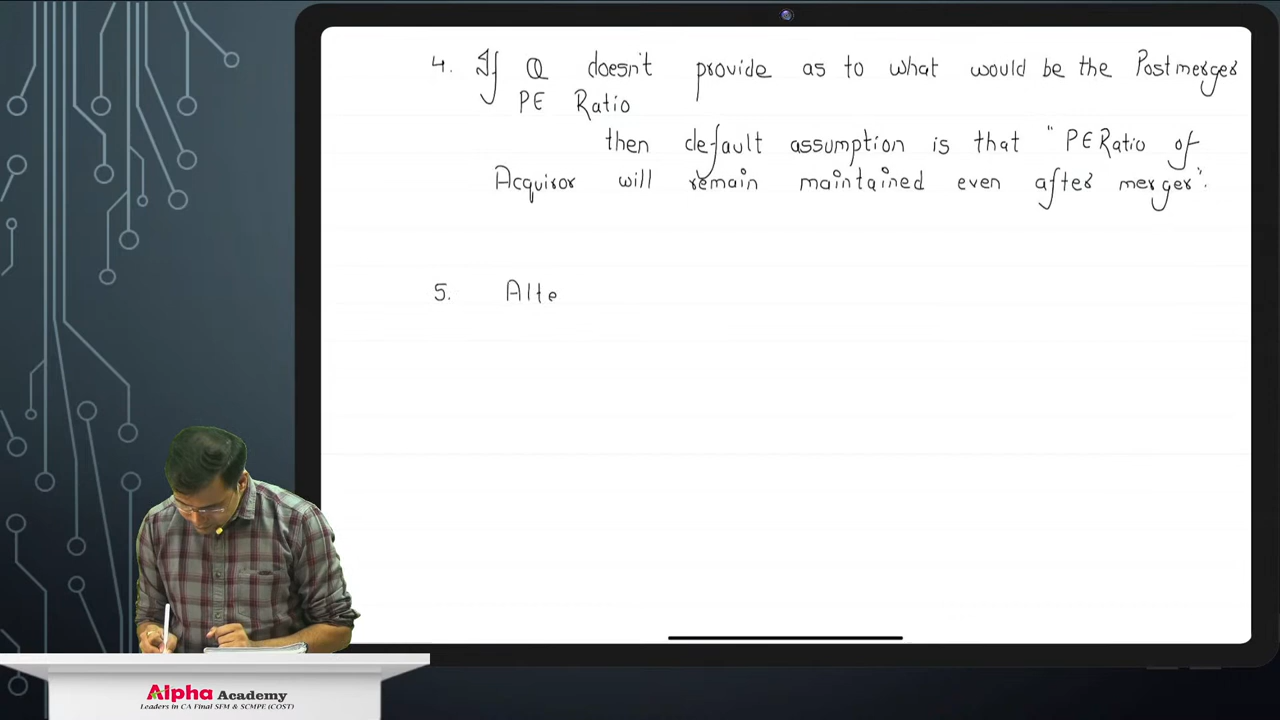 4. If Q doesn't provide as to what would be the Postmerger
PE Ratio
then default assumption is that "PE Ratio of
Acquiror will remain maintained even after merger".
5. Alte
Alpha Academy
Leaders in CA Final SFM & SCMPE (COST)